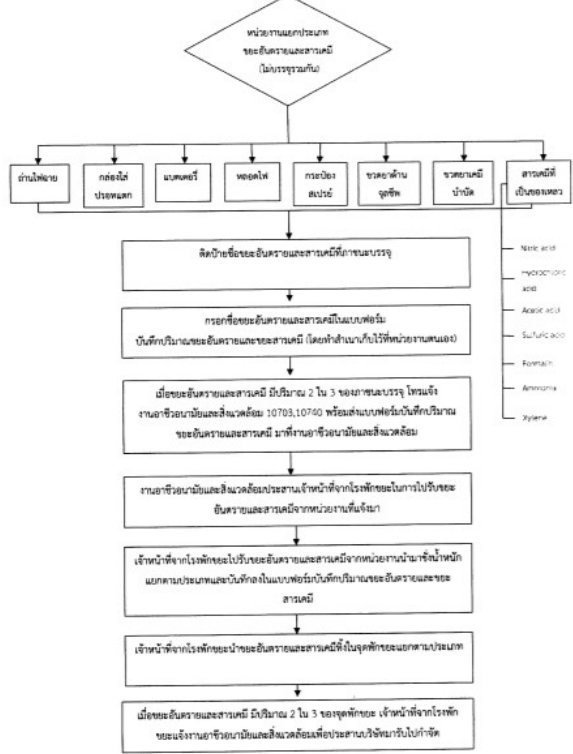 หน่วยงานแยกประเภท
ขยะอันตรายและสารเคมี
(ไม่บรรจุรวมกัน)
ถ่านไฟฉาย
กล่องใส่
ปรอทแตก
แบตเตอรี่
หลอดไฟ
กระป๋อง
สเปรย์
ขวดยาต้าน
จุลชีพ
ขวดยาเคมี
บำบัด
สารเคมีที่
เป็นของเหลว
Nitric acid
Hydrochloric
acid
Acetic acid
Sulfuric acid
Formalin
Ammonia
Xylene
ติดป้ายชื่อขยะอันตรายและสารเคมีที่ภาชนะบรรจุ
กรอกชื่อขยะอันตรายและสารเคมีในแบบฟอร์ม
บันทึกปริมาณขยะอันตรายและขยะสารเคมี (โดยทำสำเนาเก็บไว้ที่หน่วยงานตนเอง)
เมื่อขยะอันตรายและสารเคมี มีปริมาณ 2 ใน 3 ของภาชนะบรรจุ โทรแจ้ง
งานอาชีวอนามัยและสิ่งแวดล้อม 10703,10740 พร้อมส่งแบบฟอร์มบันทึกปริมาณ
ขยะอันตรายและสารเคมี มาที่งานอาชีวอนามัยและสิ่งแวดล้อม
งานอาชีวอนามัยและสิ่งแวดล้อมประสานเจ้าหน้าที่จากโรงพักขยะในการไปรับขยะ
อันตรายและสารเคมีจากหน่วยงานที่แจ้งมา
เจ้าหน้าที่จากโรงพักขยะไปรับขยะอันตรายและสารเคมีจากหน่วยงานนำมาชั่งน้ำหนัก
แยกตามประเภทและบันทึกลงในแบบฟอร์มบันทึกปริมาณขยะอันตรายและขยะ
สารเคมี
เจ้าหน้าที่จากโรงพักขยะนำขยะอันตรายและสารเคมีทิ้งในจุดพักขยะแยกตามประเภท
เมื่อขยะอันตรายและสารเคมี มีปริมาณ 2 ใน 3 ของจุดพักขยะ เจ้าหน้าที่จากโรงพัก
ขยะแจ้งงานอาชีวอนามัยและสิ่งแวดล้อมเพื่อประสานบริษัทมารับไปกำจัด